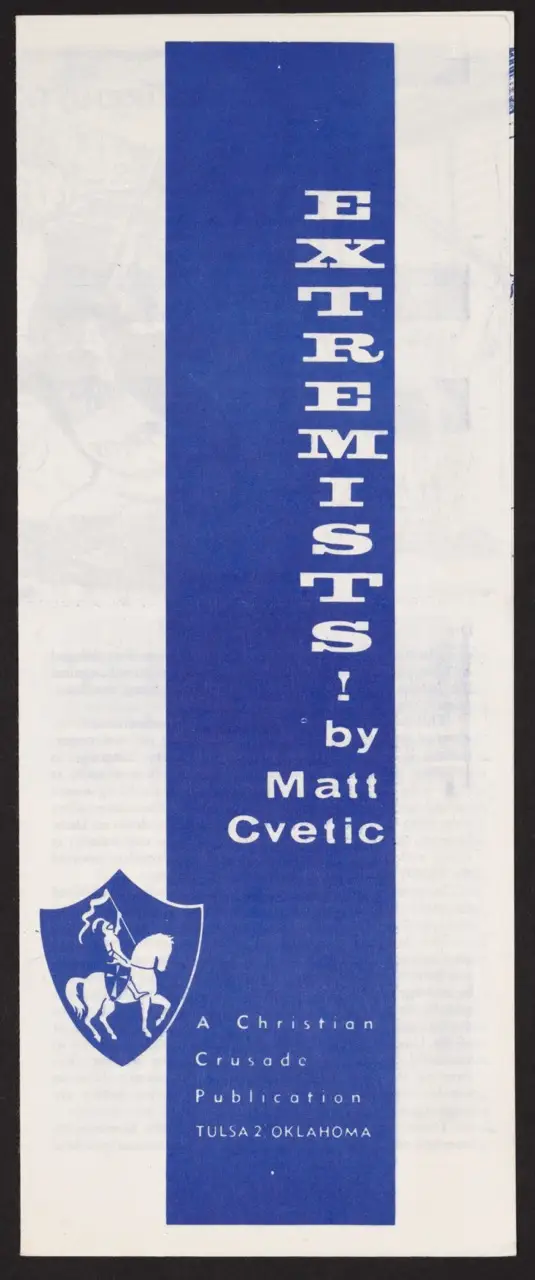 EXTREMISTS!
by
Matt
Cvetic
A Christian
Crusade
Publication
TULSA 2 OKLAHOMA